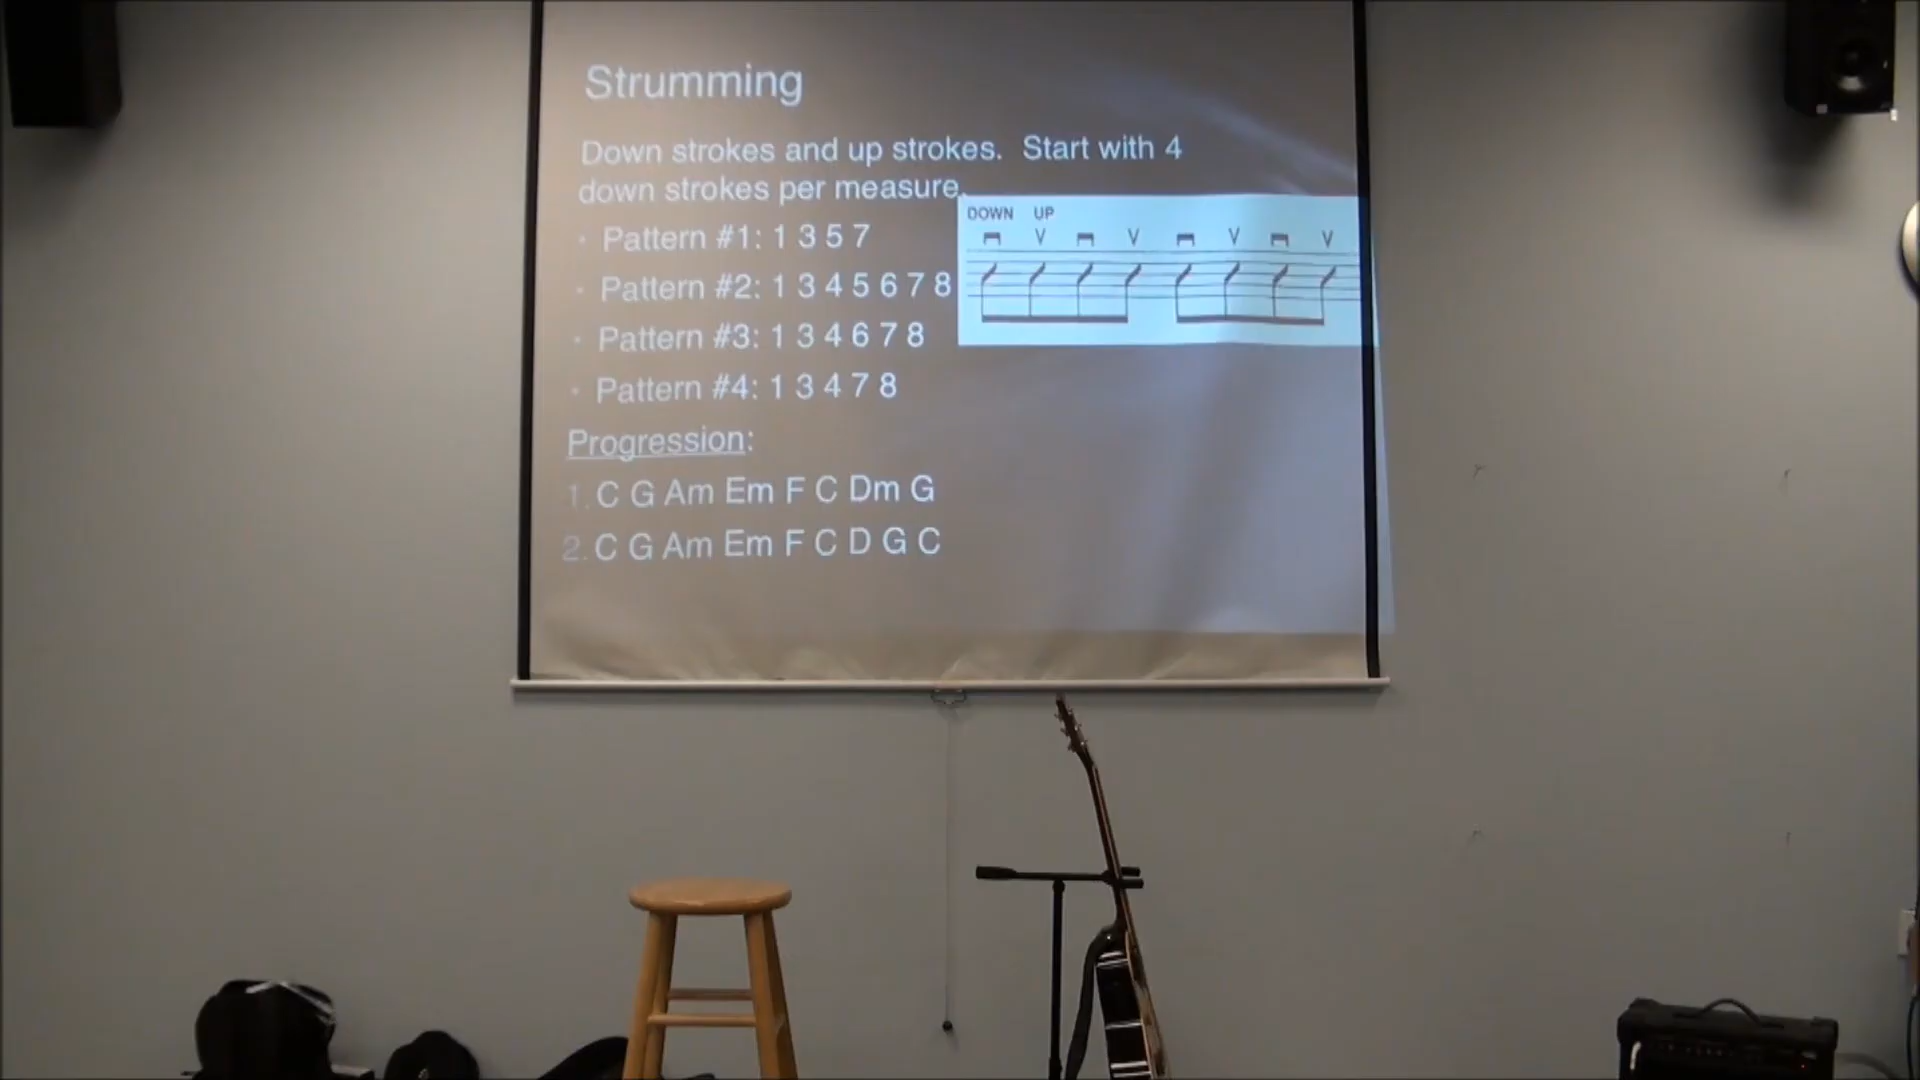 Strumming
Down strokes and up strokes. Start with 4
down strokes per measure.
DOWN UP
• Pattern #1: 1 3 5 7
• Pattern #2: 1 3 4 5 6 7 8
• Pattern #3: 1 3 4 6 7 8
• Pattern #4: 1 3 4 7 8
Progression:
1. C G Am Em F C Dm G
2. C G Am Em F C D G C